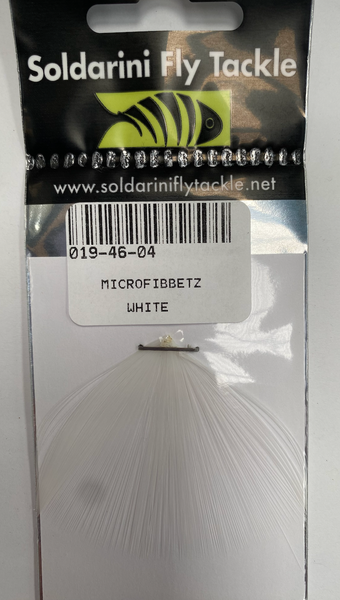 Soldarini Fly Tackle
www.soldariniflytackle.net
019-46-04
MICROFIBBETZ
WHITE